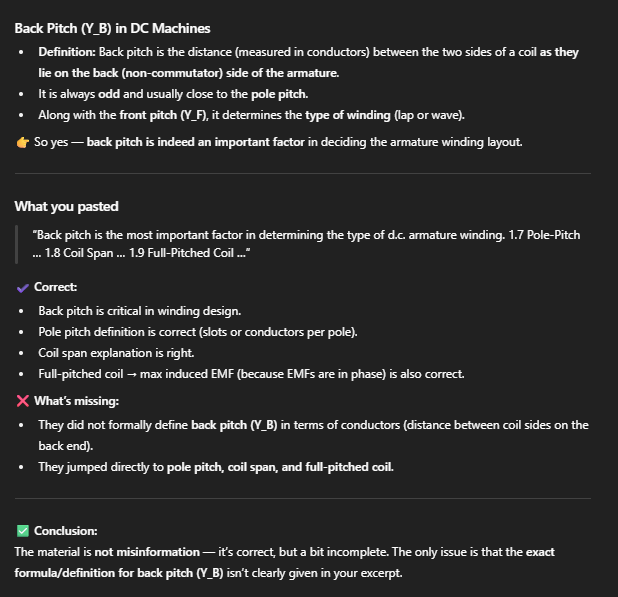 Back Pitch (Y_B) in DC Machines
• Definition: Back pitch is the distance (measured in conductors) between the two sides of a coil as they
lie on the back (non-commutator) side of the armature.
• It is always odd and usually close to the pole pitch.
• Along with the front pitch (Y_F), it determines the type of winding (lap or wave).
👉 So yes — back pitch is indeed an important factor in deciding the armature winding layout.
What you pasted
"Back pitch is the most important factor in determining the type of d.c. armature winding. 1.7 Pole-Pitch
... 1.8 Coil Span ... 1.9 Full-Pitched Coil ..."
✔ Correct:
• Back pitch is critical in winding design.
• Pole pitch definition is correct (slots or conductors per pole).
• Coil span explanation is right.
• Full-pitched coil → max induced EMF (because EMFs are in phase) is also correct.
❌ What's missing:
• They did not formally define back pitch (Y_B) in terms of conductors (distance between coil sides on the
back end).
• They jumped directly to pole pitch, coil span, and full-pitched coil.
✅ Conclusion:
The material is not misinformation — it's correct, but a bit incomplete. The only issue is that the exact
formula/definition for back pitch (Y_B) isn't clearly given in your excerpt.